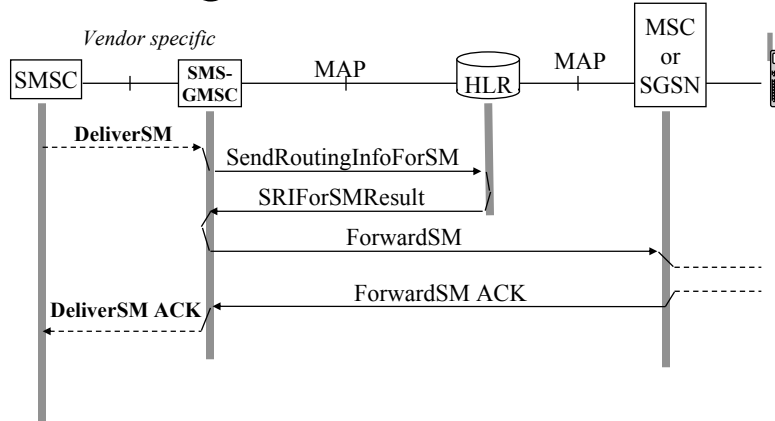 Vendor specific
SMSC
SMS-
GMSC
MAP
HLR
MAP
MSC
or
SGSN
DeliverSM
SendRoutingInfoForSM
SRIForSMResult
ForwardSM
ForwardSM ACK
DeliverSM ACK